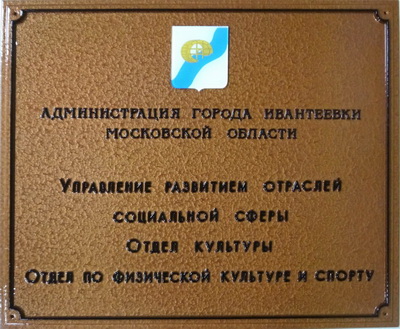 АДМИНИСТРАЦИЯ ГОРОДА ИВАНТЕЕВКИ
МОСКОВСКОЙ ОБЛАСТИ
УПРАВЛЕНИЕ РАЗВИТИЕМ ОТРАСЛЕЙ
СОЦИАЛЬНОЙ СФЕРЫ
ОТДЕЛ КУЛЬТУРЫ
ОТДЕЛ ПО ФИЗИЧЕСКОЙ КУЛЬТУРЕ И СПОРТУ